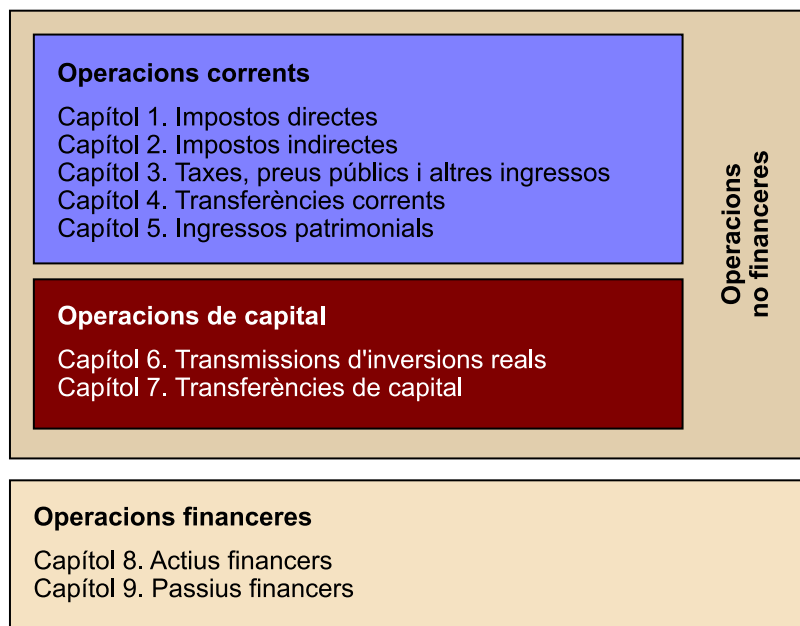 Operacions corrents
Capítol 1. Impostos directes
Capítol 2. Impostos indirectes
Capítol 3. Taxes, preus públics i altres ingressos
Capítol 4. Transferències corrents
Capítol 5. Ingressos patrimonials
Operacions de capital
Capítol 6. Transmissions d'inversions reals
Capítol 7. Transferències de capital
Operacions
no financeres
Operacions financeres
Capítol 8. Actius financers
Capítol 9. Passius financers